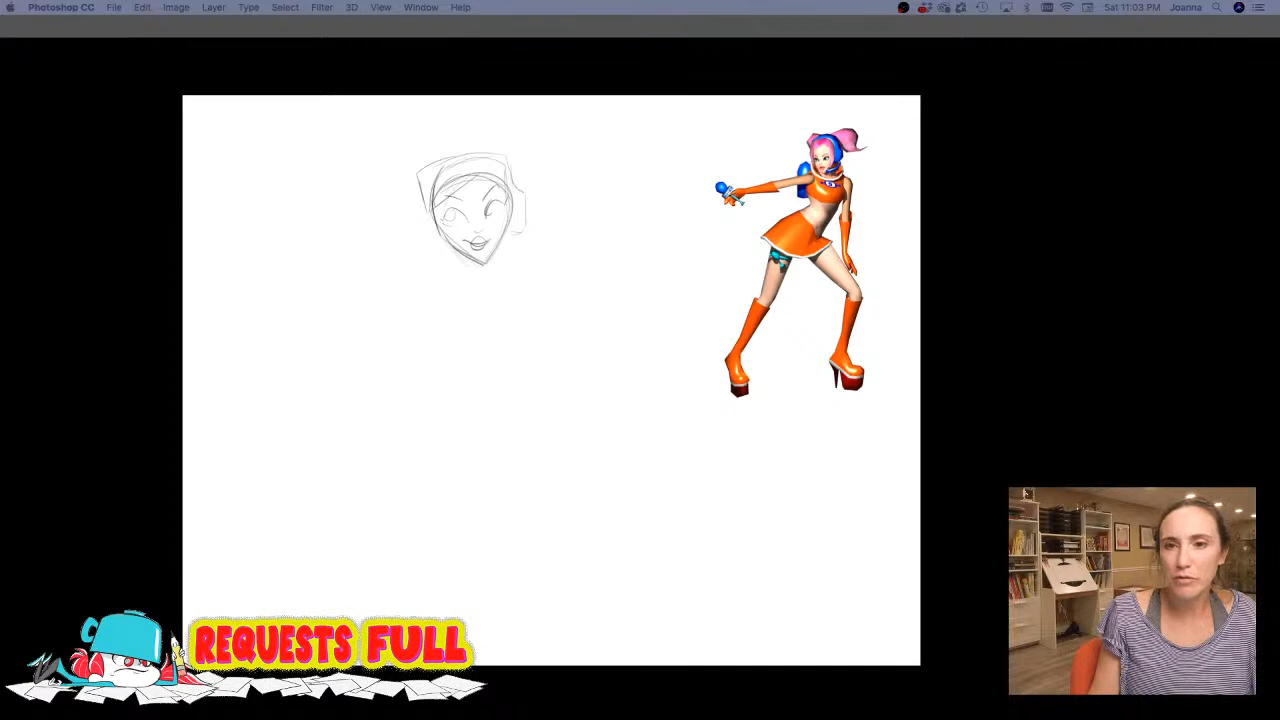 Photoshop CC File Edit Image Layer Type Select Filter 3D View Window Help Sat 11:03 PM Joanna
REQUESTS FULL